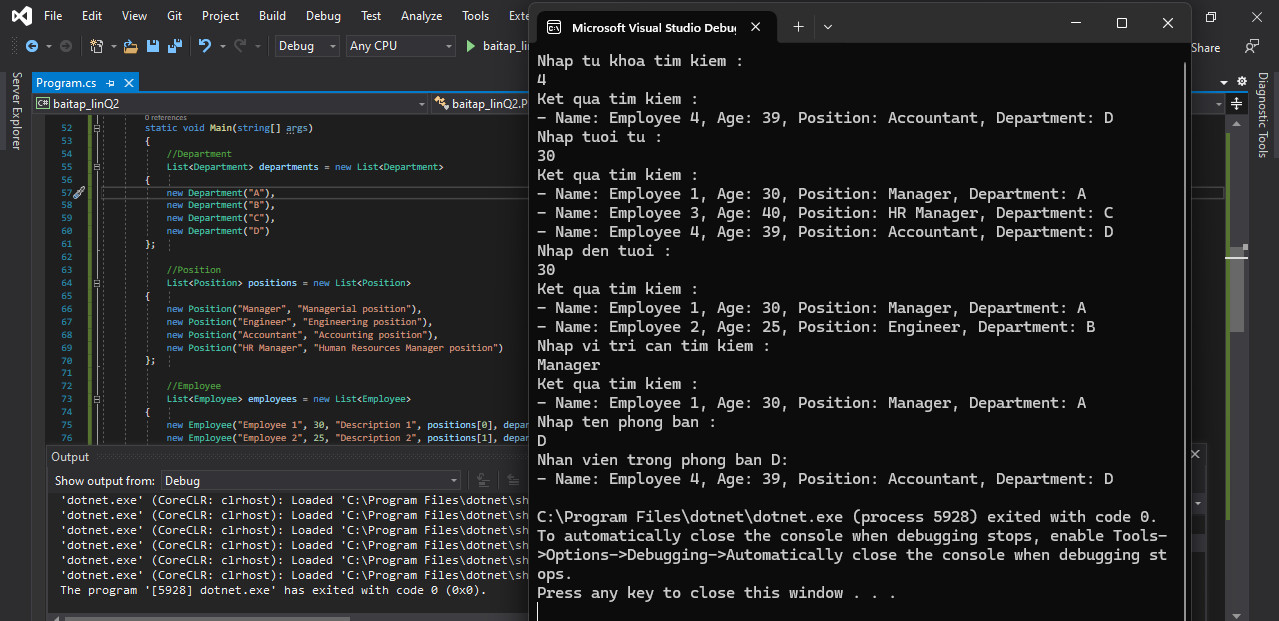 File Edit View Git Project Build Debug Test Analyze Tools Exte
Debug Any CPU baitap_lin
Share
Program.cs
baitap_linQ2 baitap_linQ2.P
Server Explorer
0 references
52 static void Main(string[] args)
53 {
54 //Department
55 List<Department> departments = new List<Department>
56 {
57 new Department("A"),
58 new Department("B"),
59 new Department("C"),
60 new Department("D")
61 };
62
63 //Position
64 List<Position> positions = new List<Position>
65 {
66 new Position("Manager", "Managerial position"),
67 new Position("Engineer", "Engineering position"),
68 new Position("Accountant", "Accounting position"),
69 new Position("HR Manager", "Human Resources Manager position")
70 };
71
72 //Employee
73 List<Employee> employees = new List<Employee>
74 {
75 new Employee("Employee 1", 30, "Description 1", positions[0], depar
76 new Employee("Employee 2", 25, "Description 2", positions[1], depar
Output
Show output from: Debug
'dotnet.exe' (CoreCLR: clrhost): Loaded 'C:\Program Files\dotnet\sh
'dotnet.exe' (CoreCLR: clrhost): Loaded 'C:\Program Files\dotnet\sh
'dotnet.exe' (CoreCLR: clrhost): Loaded 'C:\Program Files\dotnet\sh
'dotnet.exe' (CoreCLR: clrhost): Loaded 'C:\Program Files\dotnet\sh
'dotnet.exe' (CoreCLR: clrhost): Loaded 'C:\Program Files\dotnet\sh
'dotnet.exe' (CoreCLR: clrhost): Loaded 'C:\Program Files\dotnet\sh
The program '[5928] dotnet.exe' has exited with code 0 (0x0).
Microsoft Visual Studio Debug
Nhap tu khoa tim kiem :
4
Ket qua tim kiem :
- Name: Employee 4, Age: 39, Position: Accountant, Department: D
Nhap tuoi tu :
30
Ket qua tim kiem :
- Name: Employee 1, Age: 30, Position: Manager, Department: A
- Name: Employee 3, Age: 40, Position: HR Manager, Department: C
- Name: Employee 4, Age: 39, Position: Accountant, Department: D
Nhap den tuoi :
30
Ket qua tim kiem :
- Name: Employee 1, Age: 30, Position: Manager, Department: A
- Name: Employee 2, Age: 25, Position: Engineer, Department: B
Nhap vi tri can tim kiem :
Manager
Ket qua tim kiem :
- Name: Employee 1, Age: 30, Position: Manager, Department: A
Nhap ten phong ban :
D
Nhan vien trong phong ban D:
- Name: Employee 4, Age: 39, Position: Accountant, Department: D
C:\Program Files\dotnet\dotnet.exe (process 5928) exited with code 0.
To automatically close the console when debugging stops, enable Tools-
>Options->Debugging->Automatically close the console when debugging st
ops.
Press any key to close this window . . .
Diagnostic Tools